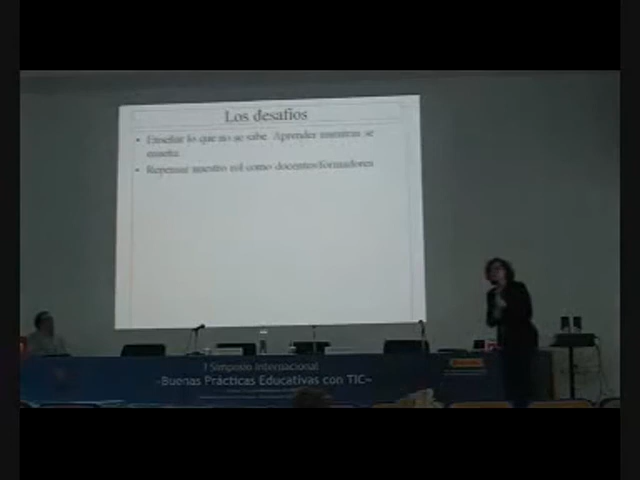 Los desafíos
• Enseñar lo que no se sabe. Aprender mientras se
enseña
• Repensar nuestro rol como docentes/formadores
I Simposio Internacional
«Buenas Prácticas Educativas con TIC»